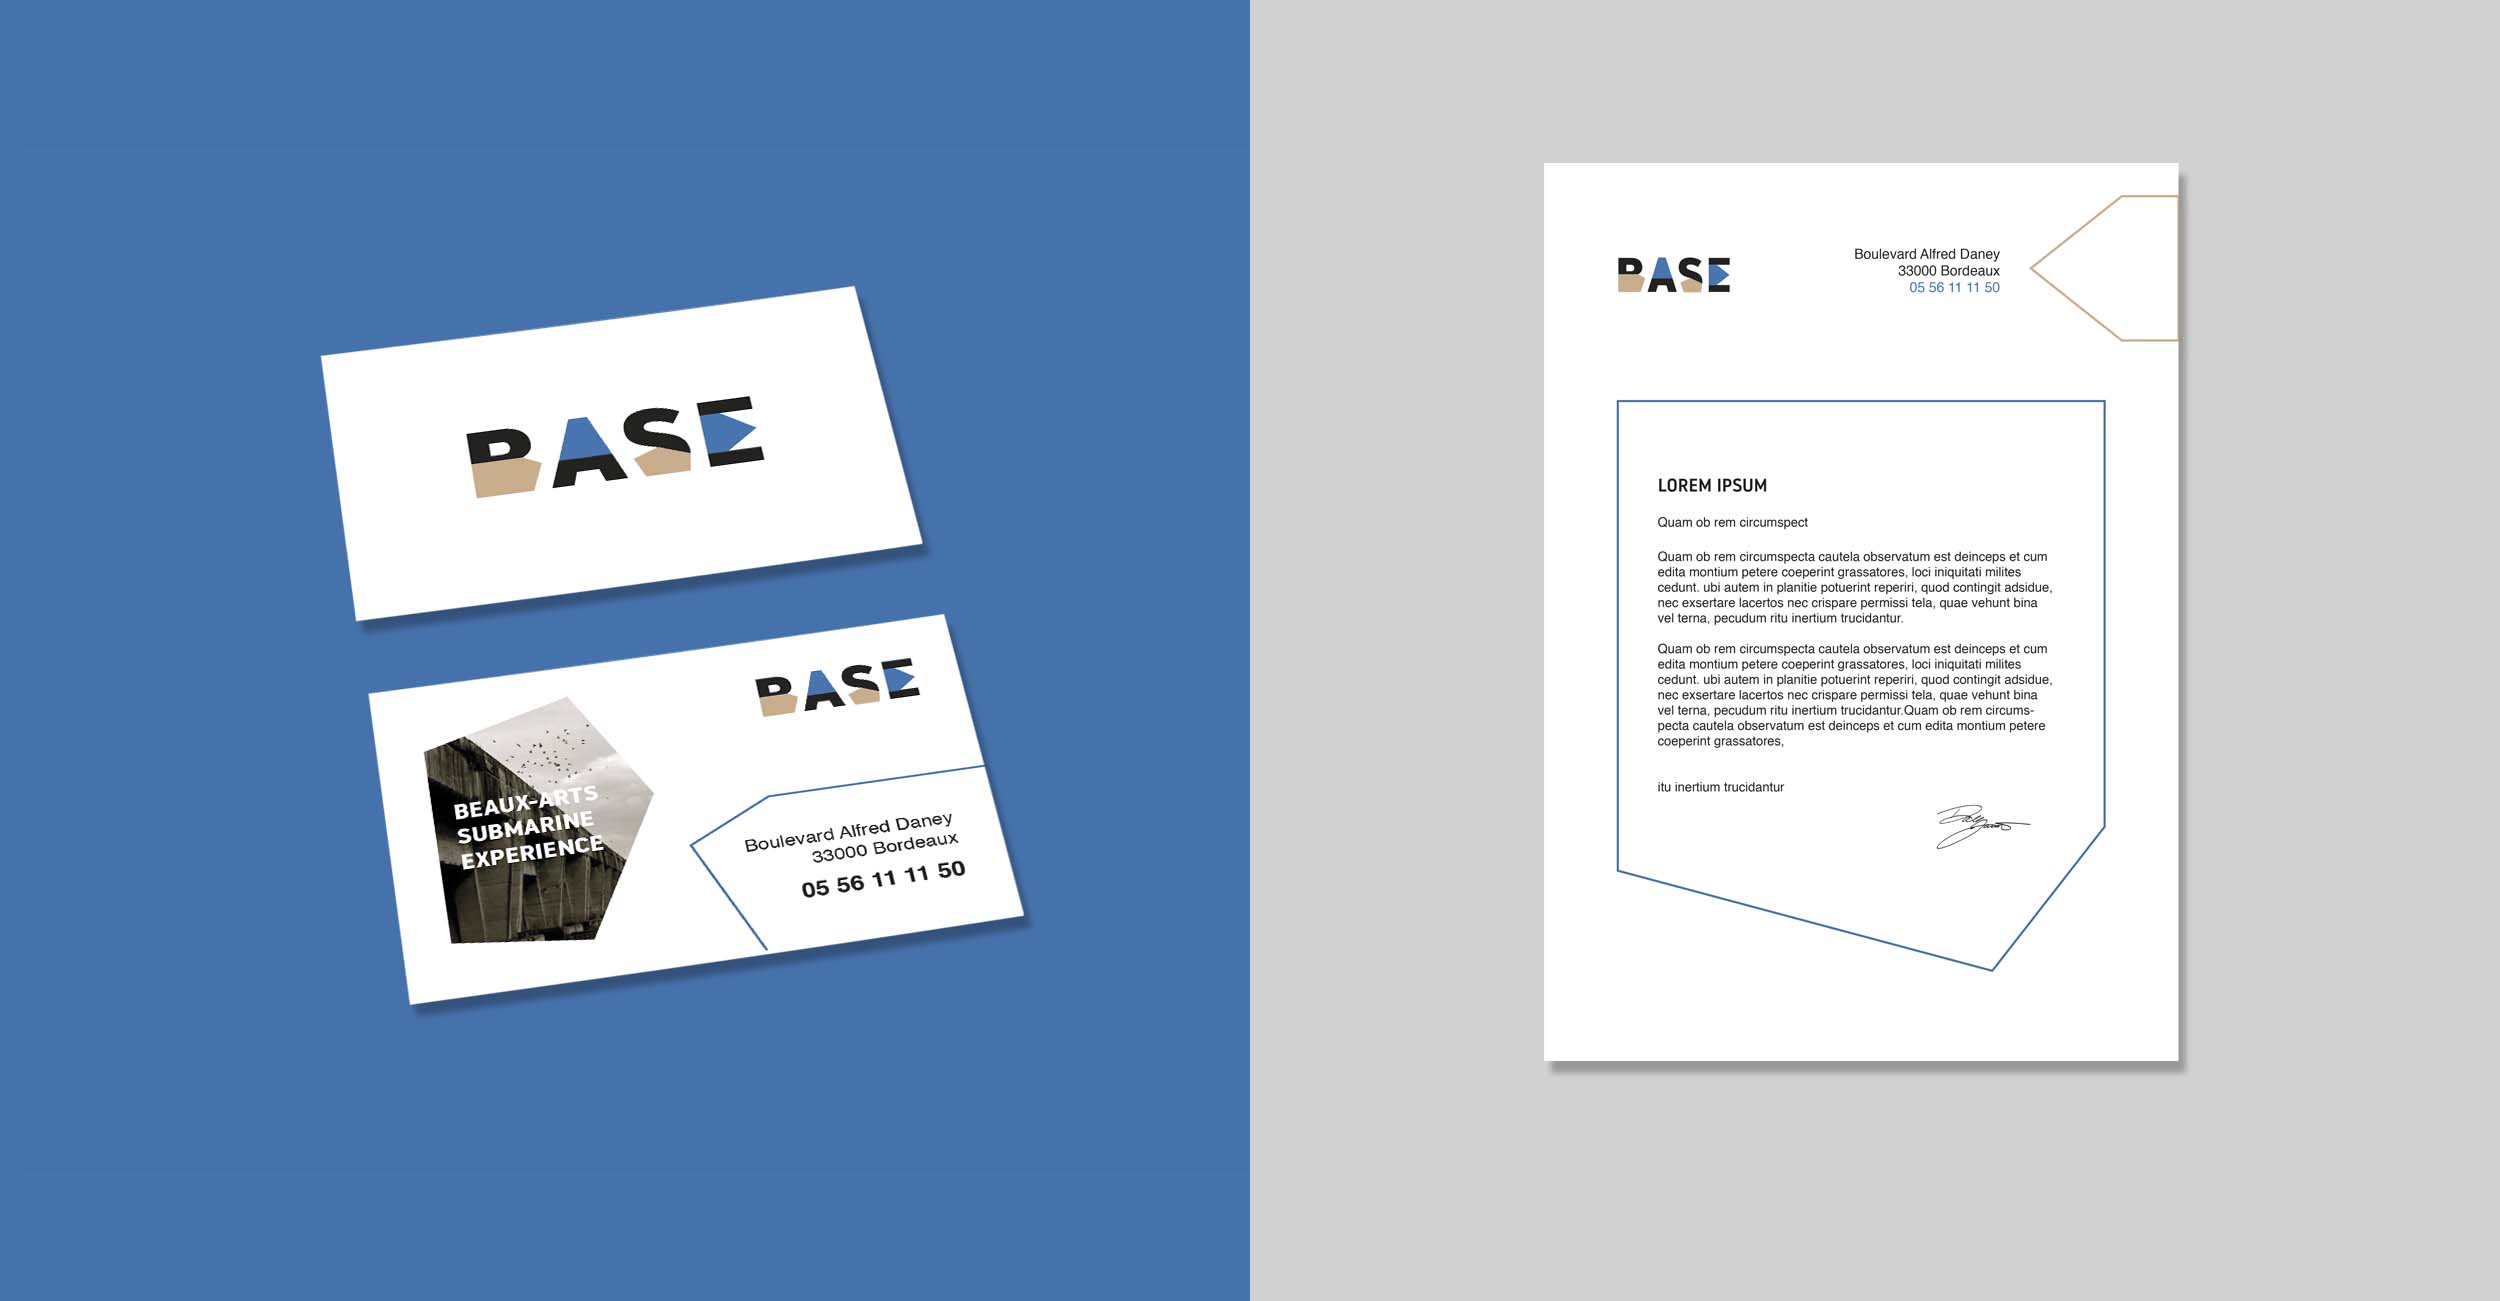 BASE
BASE
BEAUX-ARTS
SUBMARINE
EXPERIENCE
Boulevard Alfred Daney
33000 Bordeaux
05 56 11 11 50
BASE
Boulevard Alfred Daney
33000 Bordeaux
05 56 11 11 50
LOREM IPSUM
Quam ob rem circumspect
Quam ob rem circumspecta cautela observatum est deinceps et cum
edita montium petere coeperint grassatores, loci iniquitati milites
cedunt. ubi autem in planitie potuerint reperiri, quod contingit adsidue,
nec exsertare lacertos nec crispare permissi tela, quae vehunt bina
vel terna, pecudum ritu inertium trucidantur.
Quam ob rem circumspecta cautela observatum est deinceps et cum
edita montium petere coeperint grassatores, loci iniquitati milites
cedunt. ubi autem in planitie potuerint reperiri, quod contingit adsidue,
nec exsertare lacertos nec crispare permissi tela, quae vehunt bina
vel terna, pecudum ritu inertium trucidantur.Quam ob rem circums-
pecta cautela observatum est deinceps et cum edita montium petere
coeperint grassatores,
itu inertium trucidantur